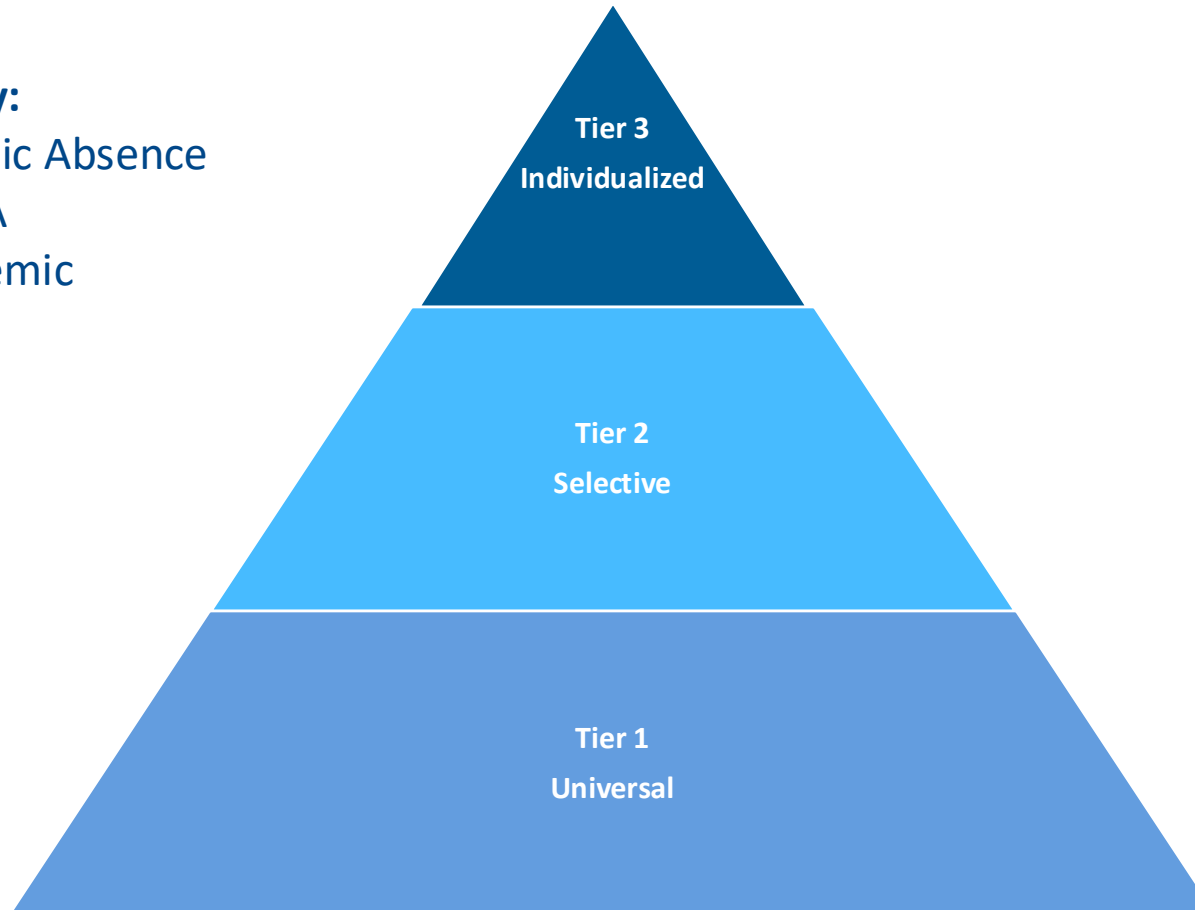 y:
ic Absence
A
emic
Tier 3
Individualized
Tier 2
Selective
Tier 1
Universal